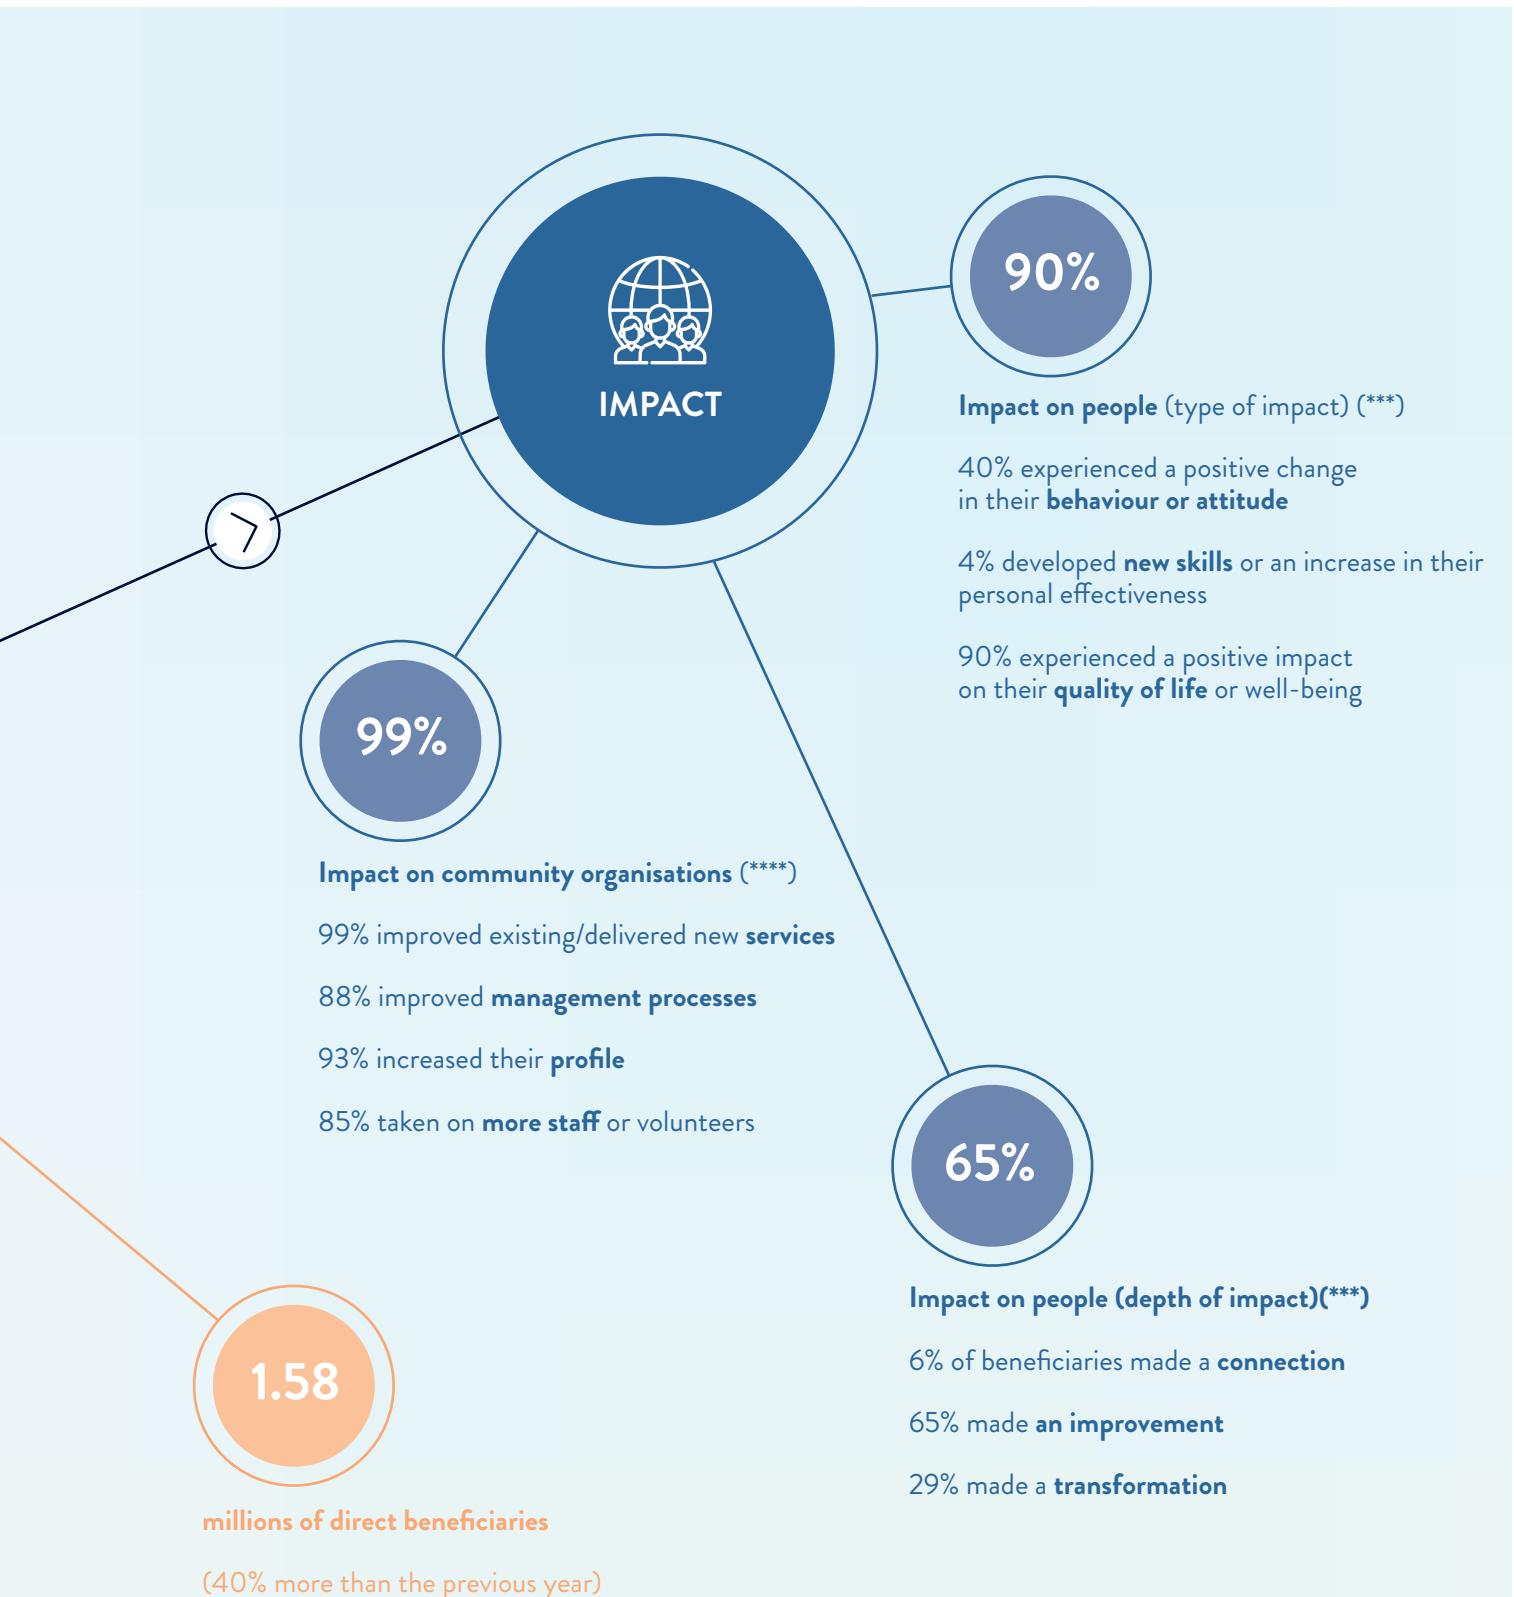 IMPACT
90%
Impact on people (type of impact) (***)
40% experienced a positive change
in their behaviour or attitude
4% developed new skills or an increase in their
personal effectiveness
90% experienced a positive impact
on their quality of life or well-being
99%
Impact on community organisations (****)
99% improved existing/delivered new services
88% improved management processes
93% increased their profile
85% taken on more staff or volunteers
65%
Impact on people (depth of impact)(***)
6% of beneficiaries made a connection
65% made an improvement
29% made a transformation
1.58
millions of direct beneficiaries
(40% more than the previous year)